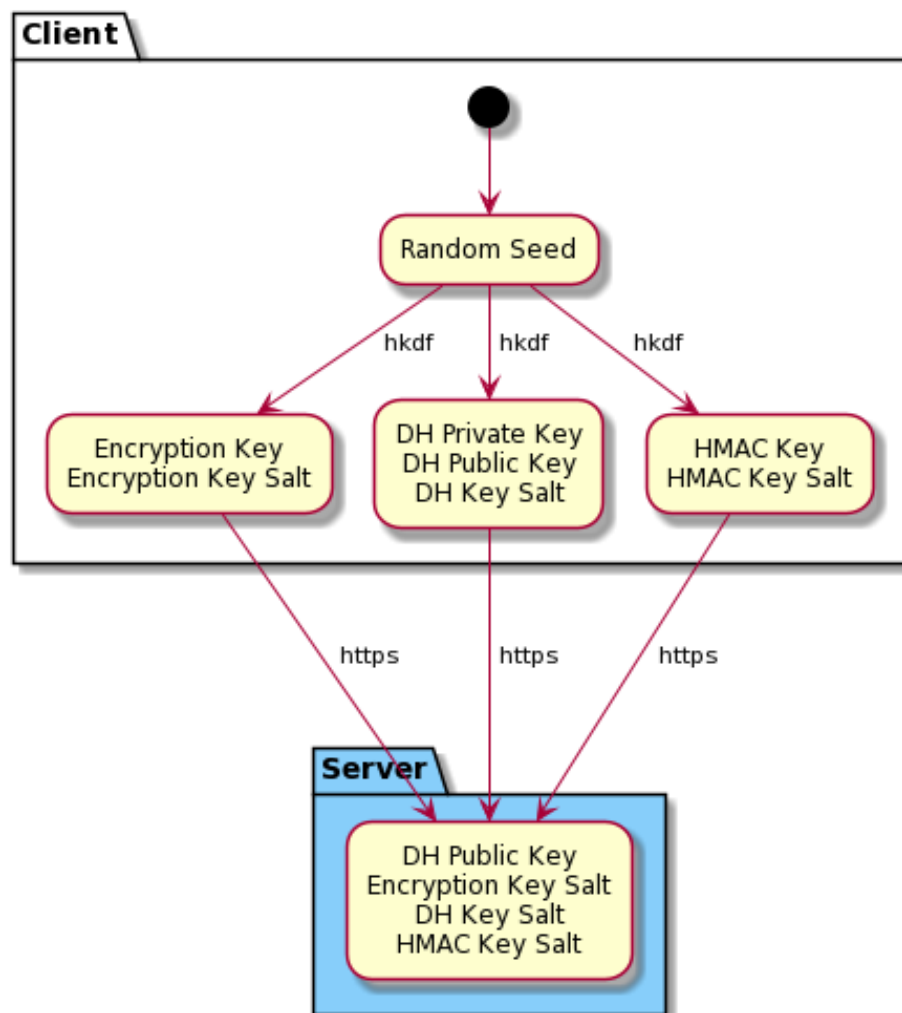 Client
Random Seed
hkdf
hkdf
hkdf
Encryption Key
Encryption Key Salt
DH Private Key
DH Public Key
DH Key Salt
HMAC Key
HMAC Key Salt
https
https
https
Server
DH Public Key
Encryption Key Salt
DH Key Salt
HMAC Key Salt